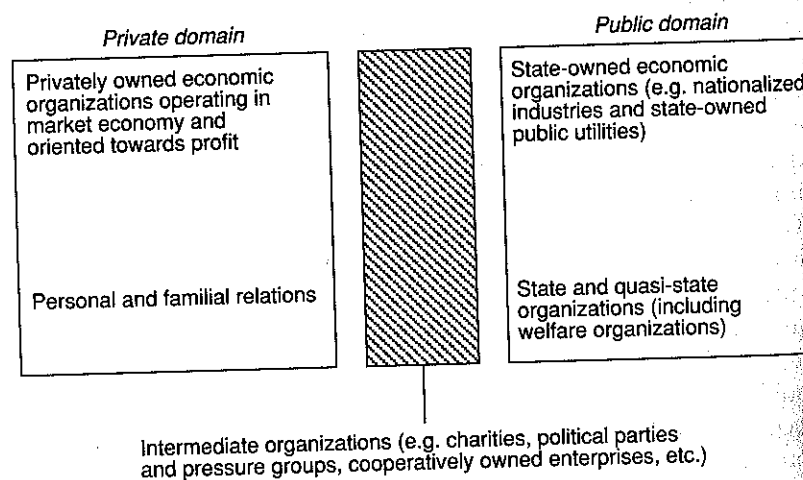 Private domain
Public domain
Privately owned economic
organizations operating in
market economy and
oriented towards profit
Personal and familial relations
State-owned economic
organizations (e.g. nationalized
industries and state-owned
public utilities)
State and quasi-state
organizations (including
welfare organizations)
Intermediate organizations (e.g. charities, political parties
and pressure groups, cooperatively owned enterprises, etc.)